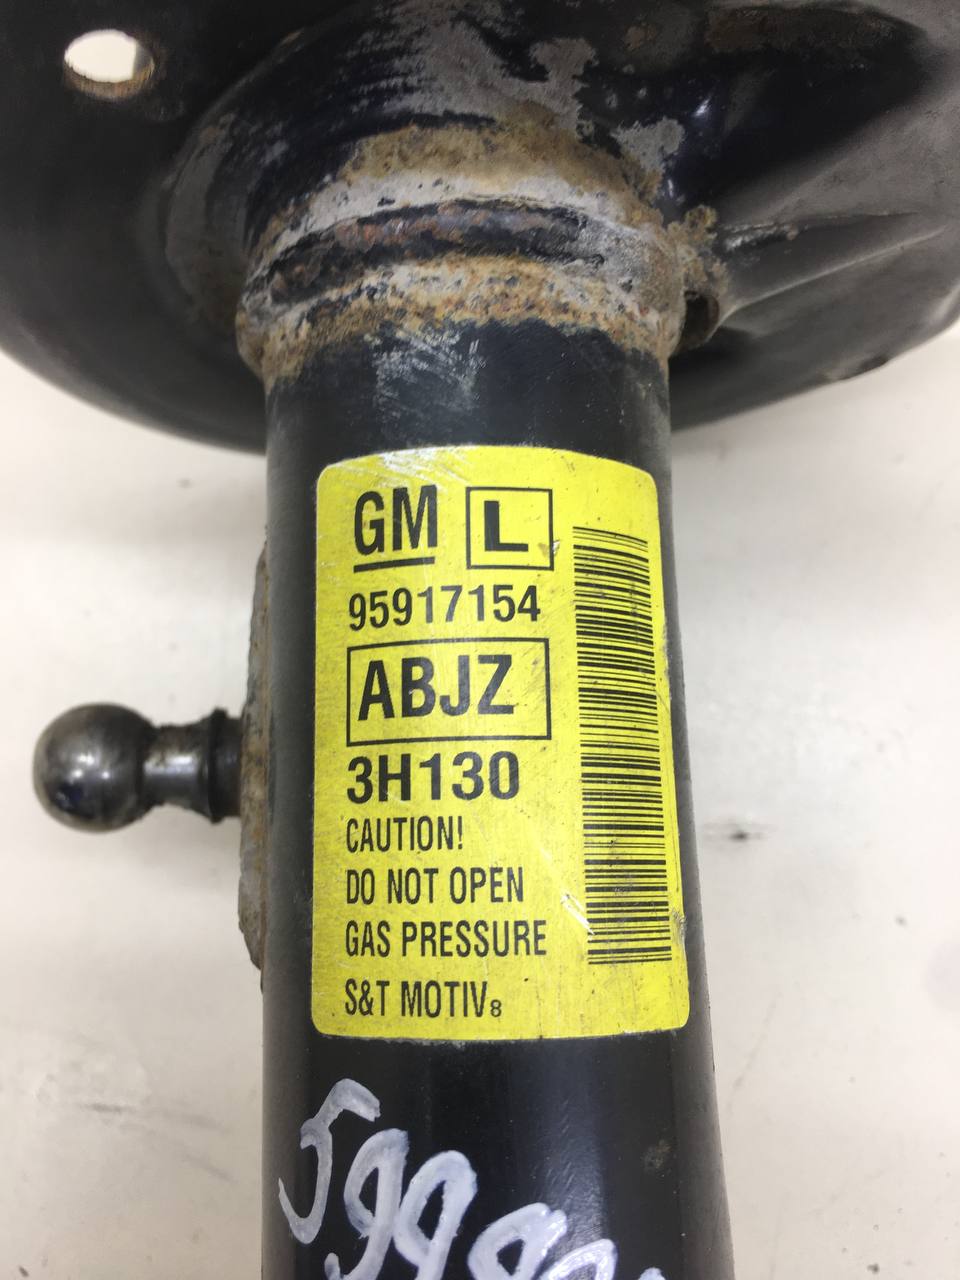 GM L
95917154
ABJZ
3H130
CAUTION!
DO NOT OPEN
GAS PRESSURE
S&T MOTIV8